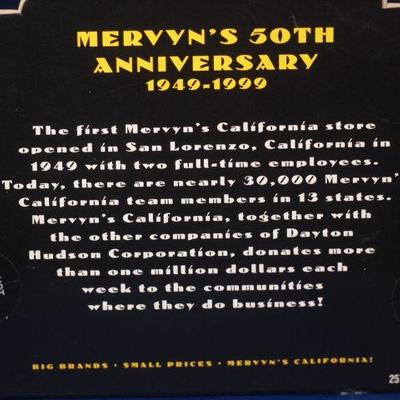 MERVYN'S 50TH
ANNIVERSARY
1949-1999
The first Mervyn's California store
opened in San Lorenzo, California in
1949 with two full-time employees.
Today, there are nearly 30,000 Mervyn'
California team members in 13 states.
Mervyn's California, together with
the other companies of Dayton
Hudson Corporation, donates more
than one million dollars each
week to the communities
where they do business!
BIG BRANDS · SMALL PRICES · MERVYN'S CALIFORNIA!